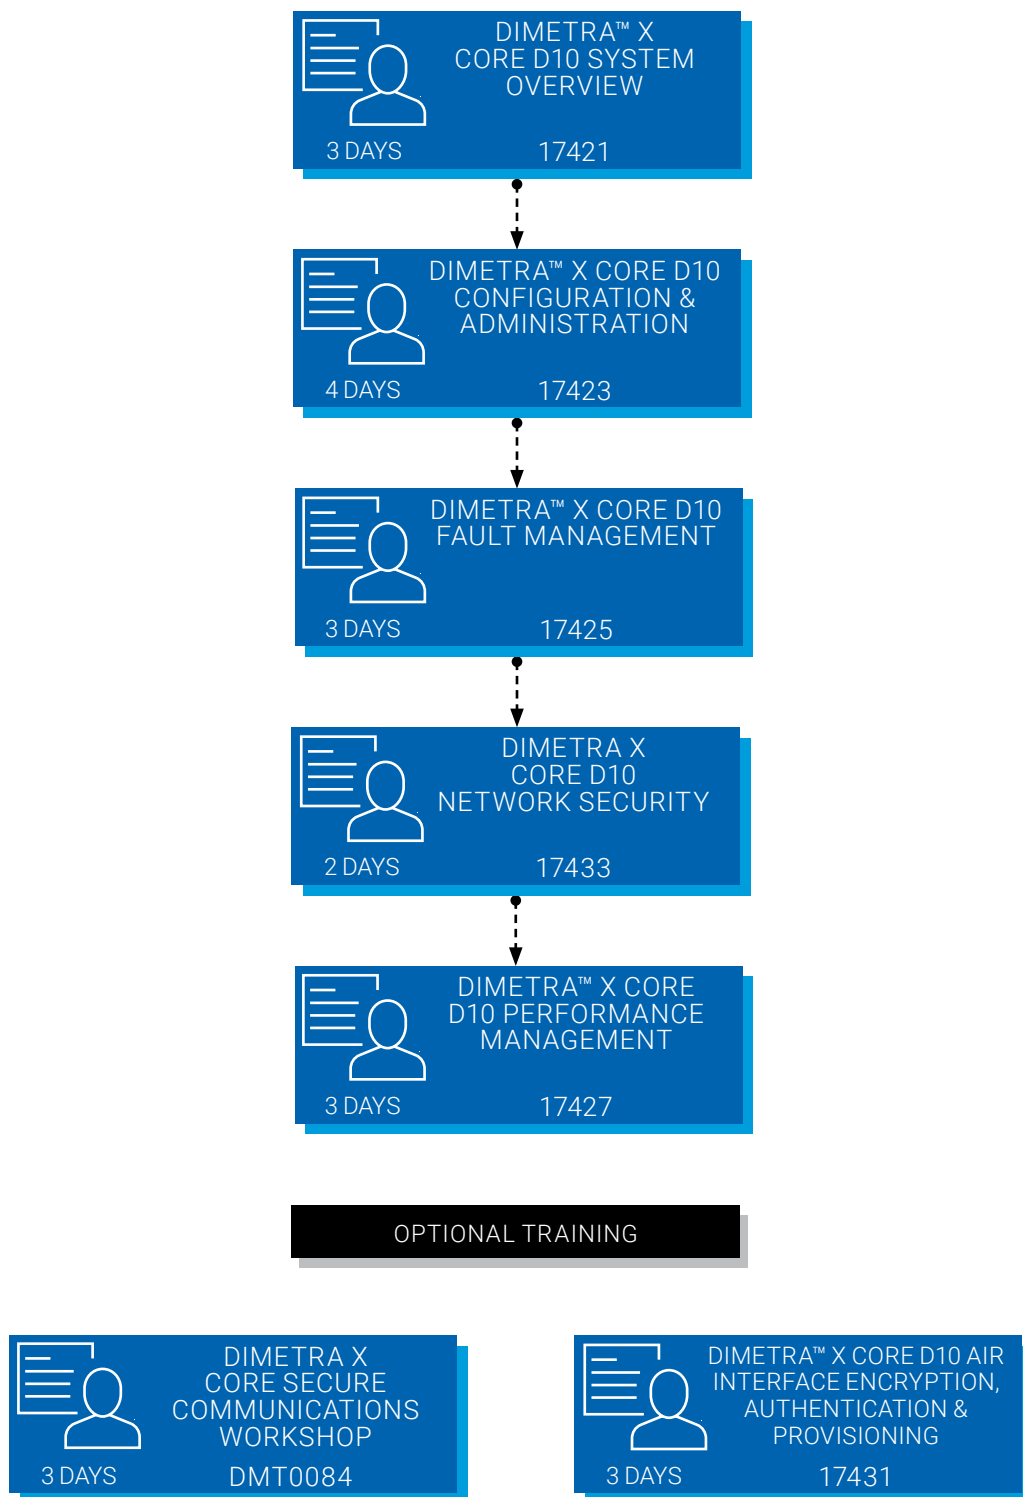 DIMETRA™ X
CORE D10 SYSTEM
OVERVIEW
3 DAYS
17421
DIMETRA™ X CORE D10
CONFIGURATION &
ADMINISTRATION
4 DAYS
17423
DIMETRA™ X CORE D10
FAULT MANAGEMENT
3 DAYS
17425
DIMETRA X
CORE D10
NETWORK SECURITY
2 DAYS
17433
DIMETRA™ X CORE
D10 PERFORMANCE
MANAGEMENT
3 DAYS
17427
OPTIONAL TRAINING
DIMETRA X
CORE SECURE
COMMUNICATIONS
WORKSHOP
3 DAYS
DMT0084
DIMETRA™ X CORE D10 AIR
INTERFACE ENCRYPTION,
AUTHENTICATION &
PROVISIONING
3 DAYS
17431